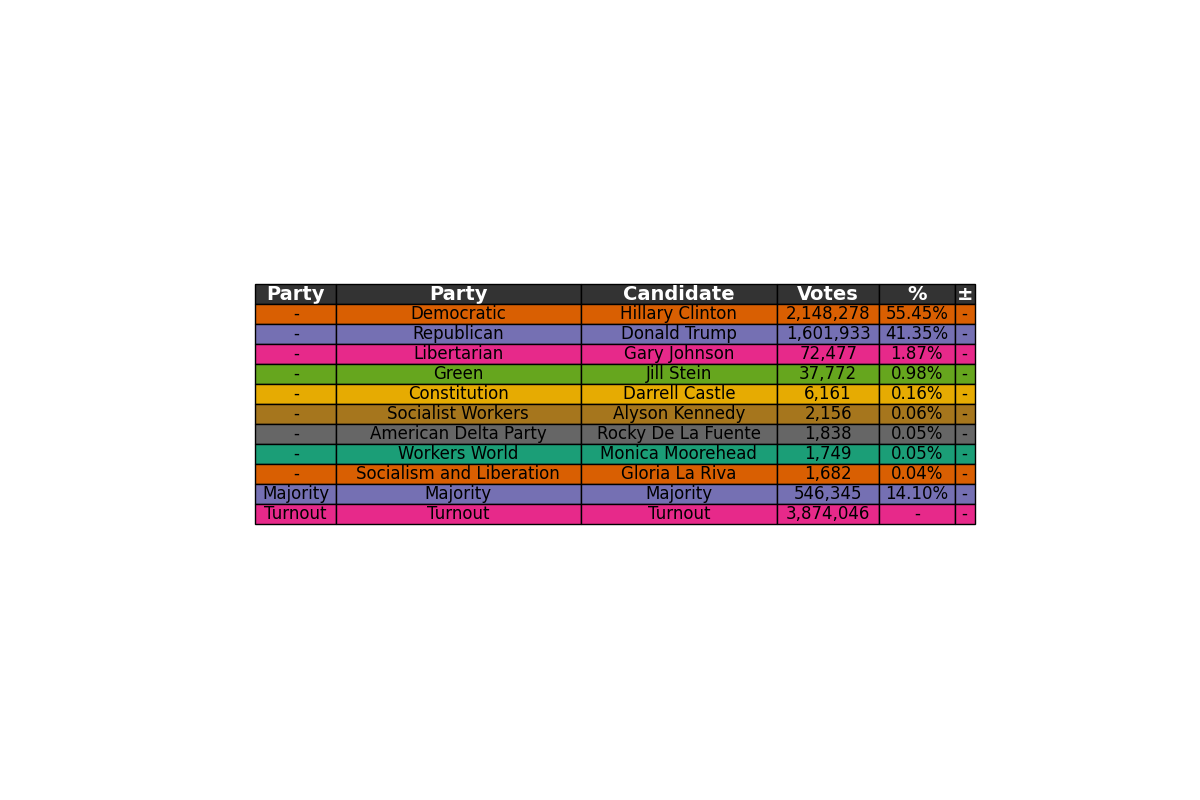 Party Party Candidate Votes % ±
- Democratic Hillary Clinton 2,148,278 55.45% -
- Republican Donald Trump 1,601,933 41.35% -
- Libertarian Gary Johnson 72,477 1.87% -
- Green Jill Stein 37,772 0.98% -
- Constitution Darrell Castle 6,161 0.16% -
- Socialist Workers Alyson Kennedy 2,156 0.06% -
- American Delta Party Rocky De La Fuente 1,838 0.05% -
- Workers World Monica Moorehead 1,749 0.05% -
- Socialism and Liberation Gloria La Riva 1,682 0.04% -
Majority Majority Majority 546,345 14.10% -
Turnout Turnout Turnout 3,874,046 - -